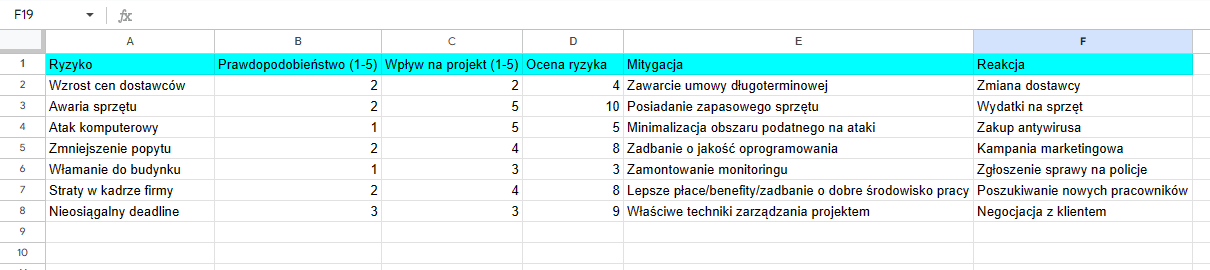 F19 fx
A B C D E F
1 Ryzyko Prawdopodobieństwo (1-5) Wpływ na projekt (1-5) Ocena ryzyka Mitygacja Reakcja
2 Wzrost cen dostawców 2 2 4 Zawarcie umowy długoterminowej Zmiana dostawcy
3 Awaria sprzętu 2 5 10 Posiadanie zapasowego sprzętu Wydatki na sprzęt
4 Atak komputerowy 1 5 5 Minimalizacja obszaru podatnego na ataki Zakup antywirusa
5 Zmniejszenie popytu 2 4 8 Zadbanie o jakość oprogramowania Kampania marketingowa
6 Włamanie do budynku 1 3 3 Zamontowanie monitoringu Zgłoszenie sprawy na policje
7 Straty w kadrze firmy 2 4 8 Lepsze płace/benefity/zadbanie o dobre środowisko pracy Poszukiwanie nowych pracowników
8 Nieosiągalny deadline 3 3 9 Właściwe techniki zarządzania projektem Negocjacja z klientem
9
10